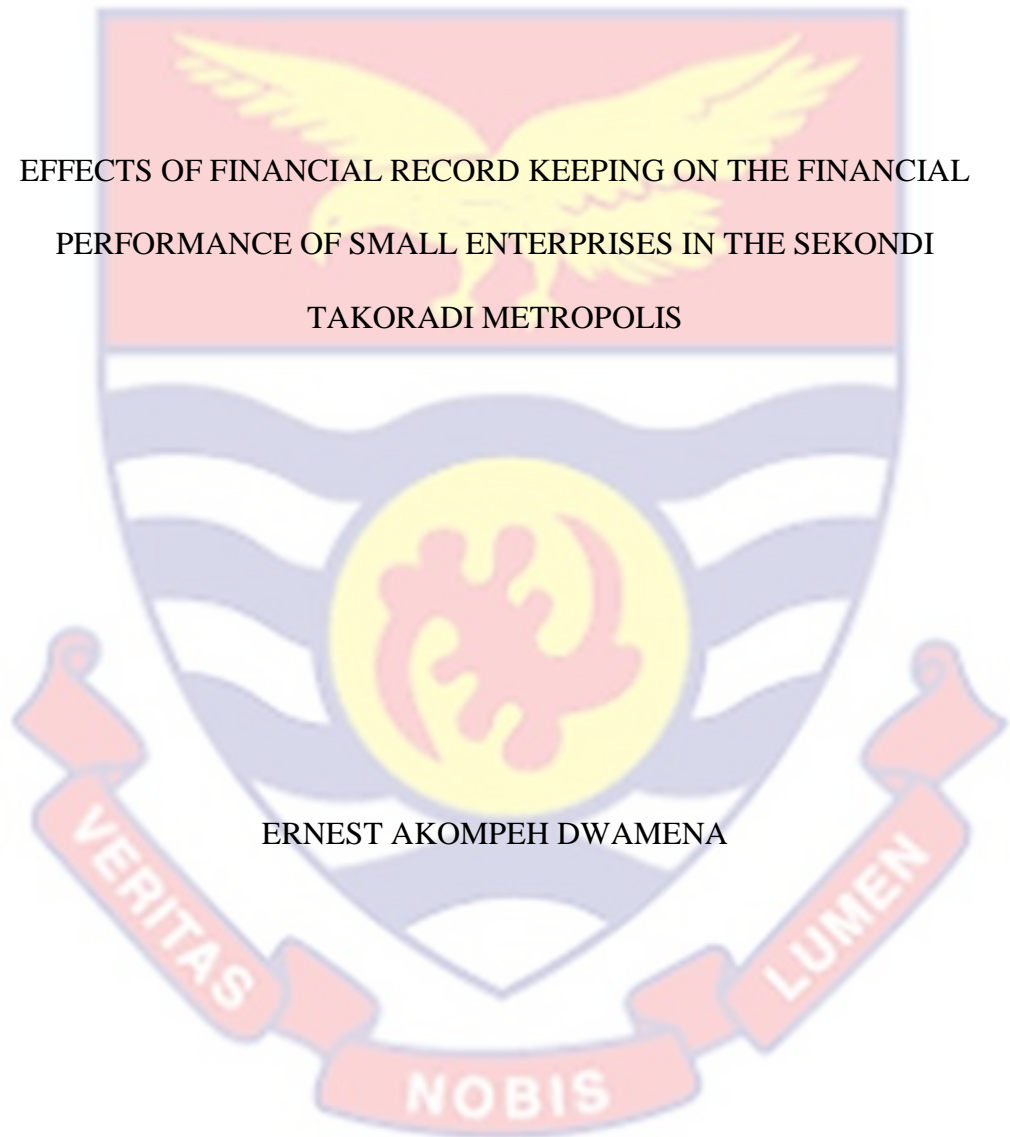 EFFECTS OF FINANCIAL RECORD KEEPING ON THE FINANCIAL
PERFORMANCE OF SMALL ENTERPRISES IN THE SEKONDI
TAKORADI METROPOLIS
ERNEST AKOMPEH DWAMENA
VERITAS
NOBIS
LUMEN